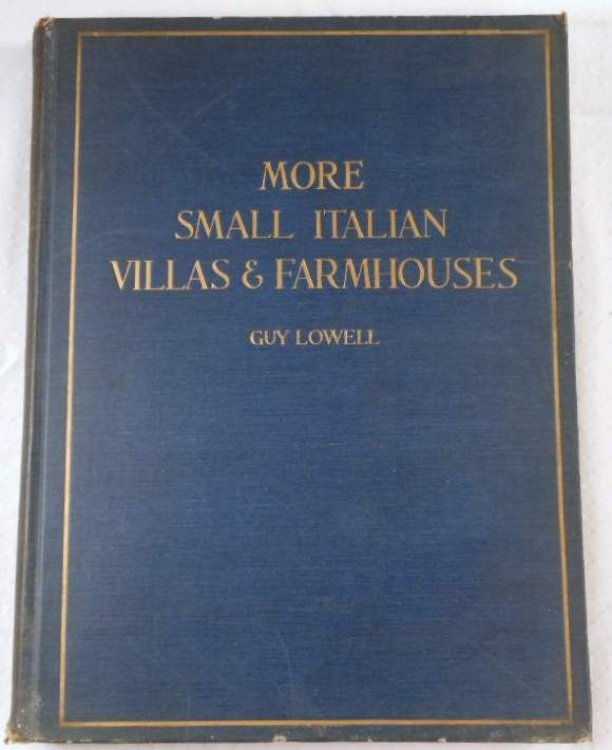 MORE
SMALL ITALIAN
VILLAS & FARMHOUSES
GUY LOWELL